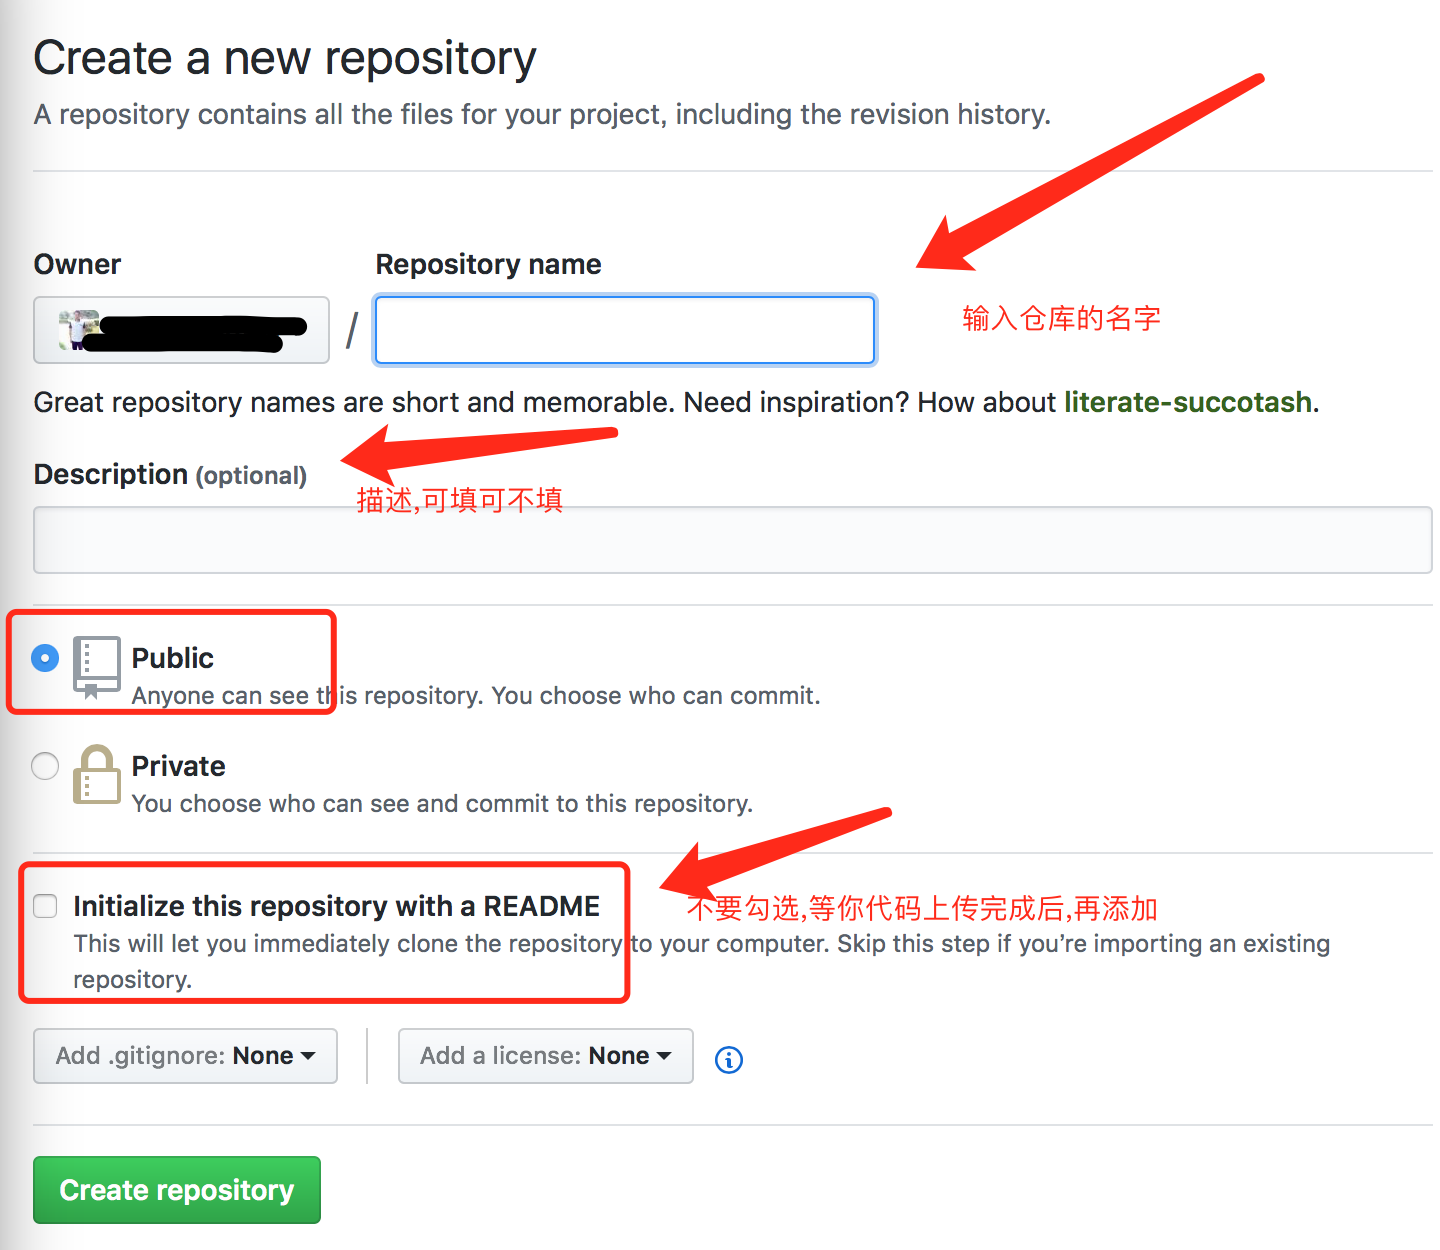 Create a new repository
A repository contains all the files for your project, including the revision history.
Owner
Repository name
/
输入仓库的名字
Great repository names are short and memorable. Need inspiration? How about literate-succotash.
Description (optional)
描述,可填可不填
Public
Anyone can see this repository. You choose who can commit.
Private
You choose who can see and commit to this repository.
Initialize this repository with a README
不要勾选,等你代码上传完成后,再添加
This will let you immediately clone the repository to your computer. Skip this step if you’re importing an existing
repository.
Add .gitignore: None
Add a license: None
Create repository